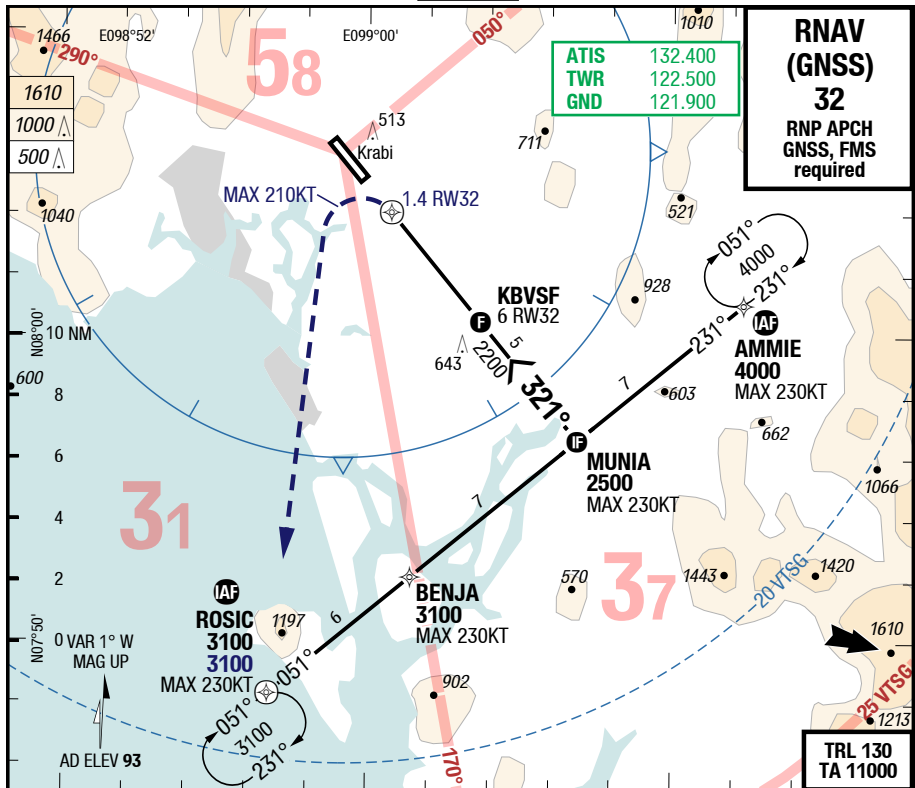 RNAV
(GNSS)
32
RNP APCH
GNSS, FMS
required
ATIS 132.400
TWR 122.500
GND 121.900
1466
E098°52'
E099°00'
1010
290°
050°
58
1610
1000
500
513
Krabi
711
MAX 210KT
1.4 RW32
1040
521
051°
4000
231°
928
KBVSF
6 RW32
F
5
2200
643
231°
IAF
AMMIE
4000
MAX 230KT
N08°00'
10 NM
600
8
7
603
321°
662
IF
MUNIA
2500
MAX 230KT
6
1066
7
4
31
37
1443
1420
20 VTSG
570
2
BENJA
3100
MAX 230KT
IAF
ROSIC
3100
3100
MAX 230KT
1197
6
051°
N07°50'
0
VAR 1° W
MAG UP
1610
902
051°
3100
231°
25 VTSG
1213
170°
AD ELEV 93
TRL 130
TA 11000